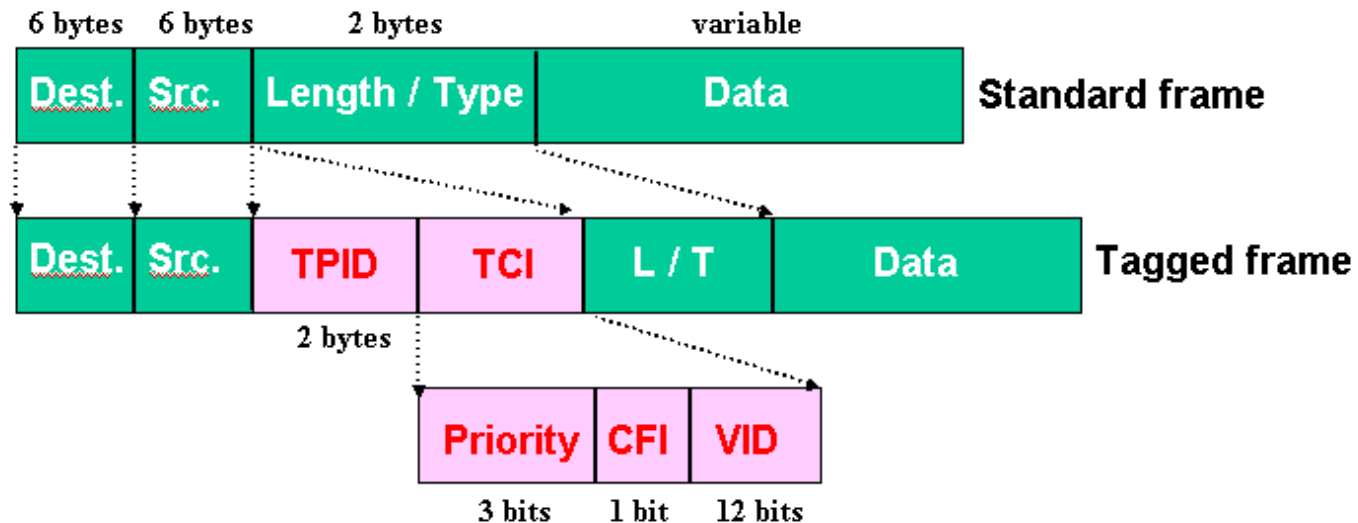 6 bytes 6 bytes 2 bytes variable
Dest. Src. Length / Type Data Standard frame
Dest. Src. TPID TCI L / T Data Tagged frame
2 bytes
Priority CFI VID
3 bits 1 bit 12 bits